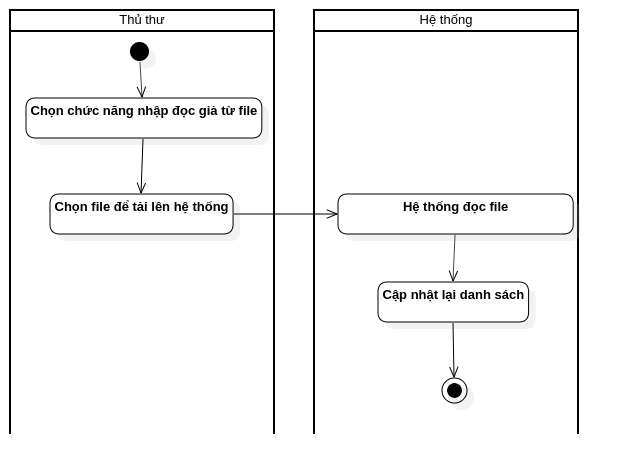 Thủ thư
Hệ thống
Chọn chức năng nhập đọc giả từ file
Chọn file để tải lên hệ thống
Hệ thống đọc file
Cập nhật lại danh sách